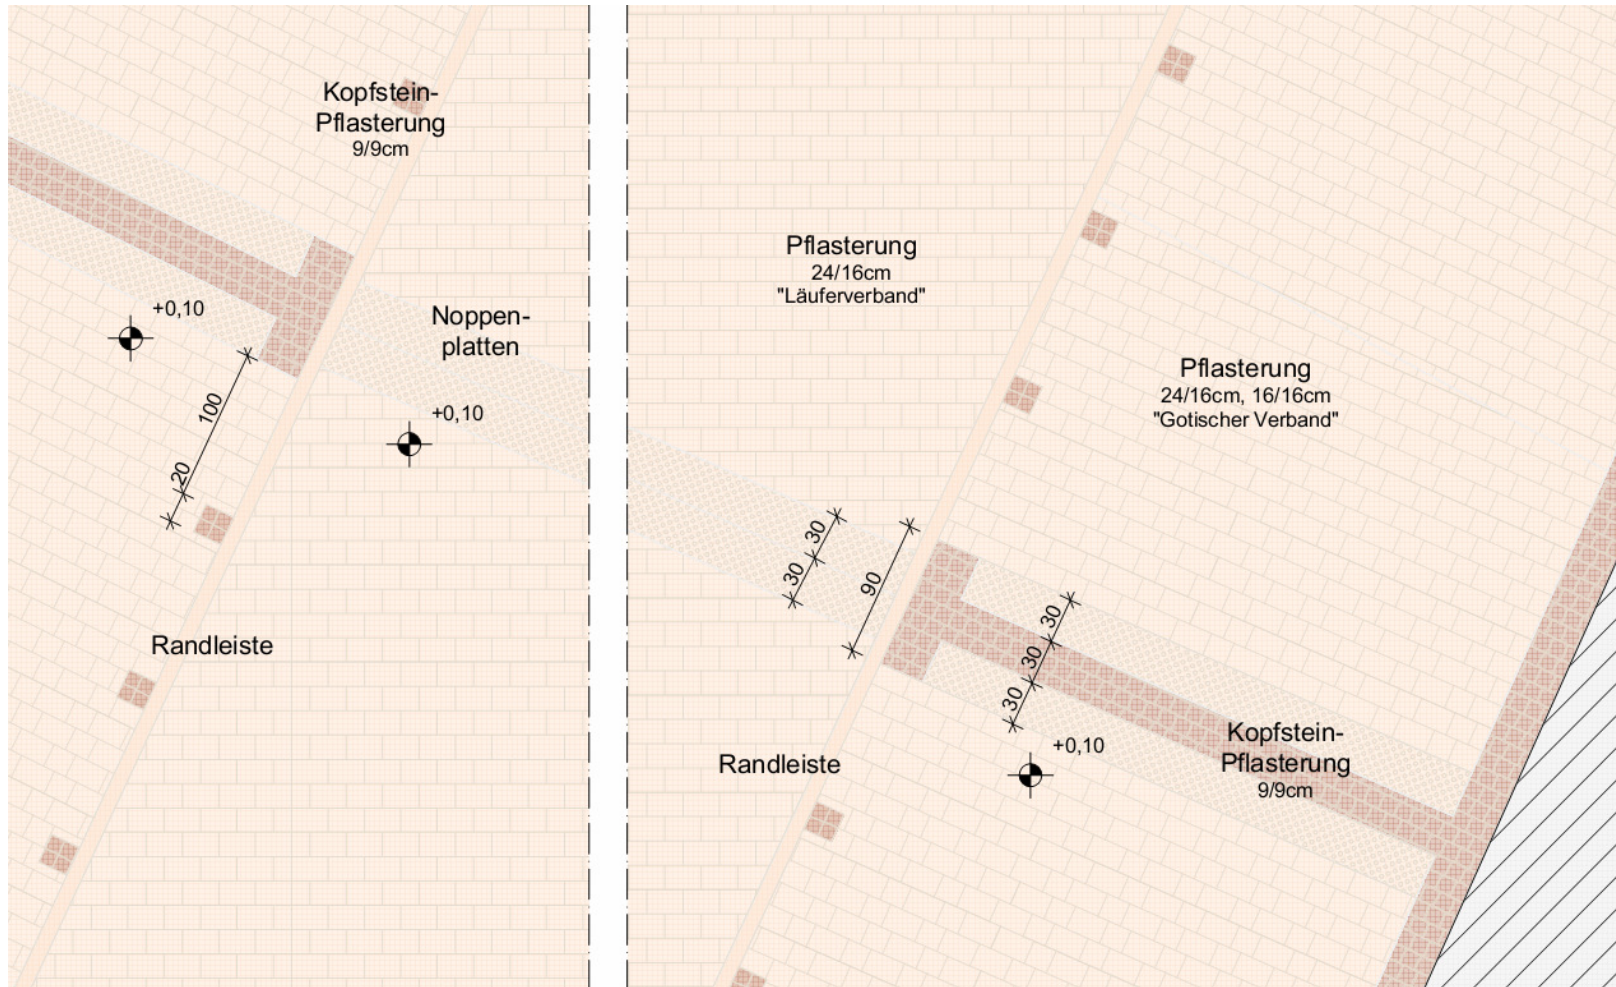 Kopfstein-
Pflasterung
9/9cm
+0,10
Noppen-
platten
+0,10
100
20
Randleiste
Pflasterung
24/16cm
"Läuferverband"
Pflasterung
24/16cm, 16/16cm
"Gotischer Verband"
30
30
90
30
30
30
+0,10
Randleiste
Kopfstein-
Pflasterung
9/9cm